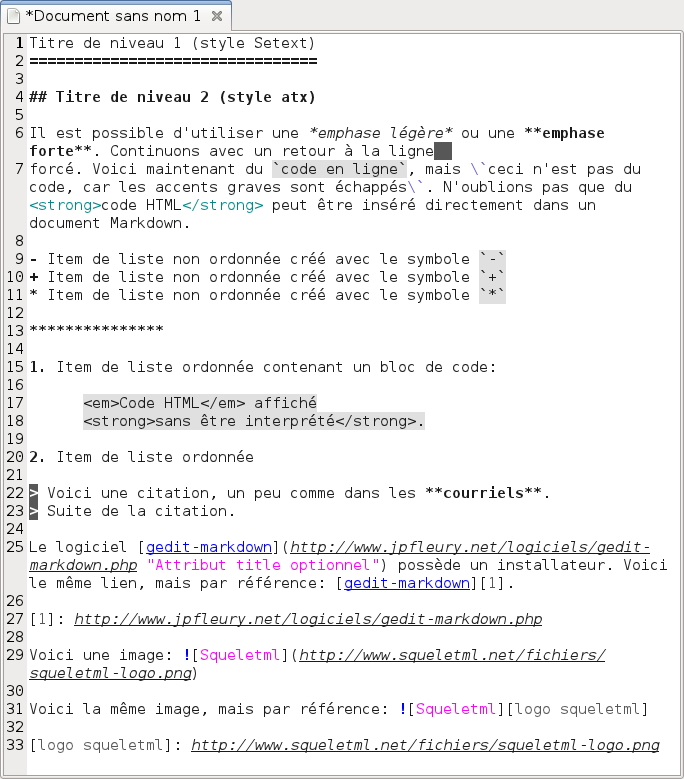 *Document sans nom 1
1 Titre de niveau 1 (style Setext)
2 ================================
3
4 ## Titre de niveau 2 (style atx)
5
6 Il est possible d'utiliser une *emphase légère* ou une **emphase
forte**. Continuons avec un retour à la ligne
7 forcé. Voici maintenant du `code en ligne`, mais \`ceci n'est pas du
code, car les accents graves sont échappés\`. N'oublions pas que du
<strong>code HTML</strong> peut être inséré directement dans un
document Markdown.
8
9 - Item de liste non ordonnée créé avec le symbole `-`
10 + Item de liste non ordonnée créé avec le symbole `+`
11 * Item de liste non ordonnée créé avec le symbole `*`
12
13 ***************
14
15 1. Item de liste ordonnée contenant un bloc de code:
16
17       <em>Code HTML</em> affiché
18       <strong>sans être interprété</strong>.
19
20 2. Item de liste ordonnée
21
22 > Voici une citation, un peu comme dans les **courriels**.
23 > Suite de la citation.
24
25 Le logiciel [gedit-markdown](http://www.jpfleury.net/logiciels/gedit-
markdown.php "Attribut title optionnel") possède un installateur. Voici
le même lien, mais par référence: [gedit-markdown][1].
26
27 [1]: http://www.jpfleury.net/logiciels/gedit-markdown.php
28
29 Voici une image: ![Squeletml](http://www.squeletml.net/fichiers/
squeletml-logo.png)
30
31 Voici la même image, mais par référence: ![Squeletml][logo squeletml]
32
33 [logo squeletml]: http://www.squeletml.net/fichiers/squeletml-logo.png